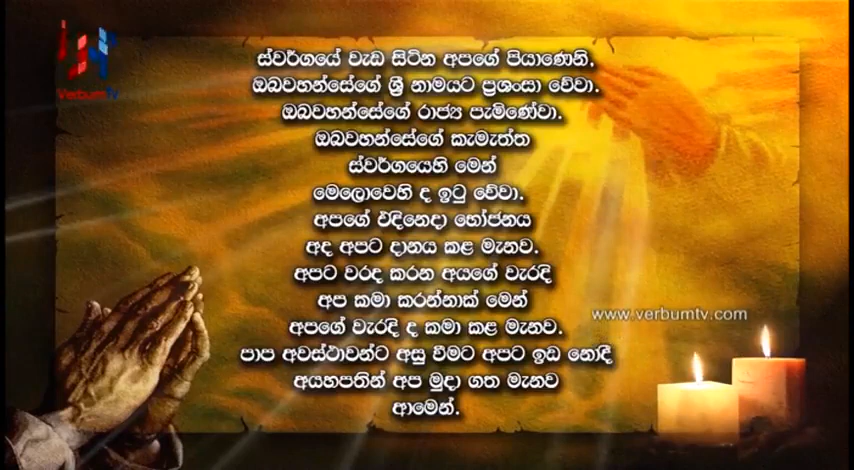 VerbumTV
ස්වර්ගයේ වැඩ සිටින අපගේ පියාණෙනි,
ඔබවහන්සේගේ ශ්‍රී නාමයට ප්‍රශංසා වේවා.
ඔබවහන්සේගේ රාජ්‍ය පැමිණේවා.
ඔබවහන්සේගේ කැමැත්ත
ස්වර්ගයෙහි මෙන්
මෙලොවෙහි ද ඉටු වේවා.
අපගේ එදිනෙදා භෝජනය
අද අපට දානය කළ මැනව.
අපට වරද කරන අයගේ වැරදි
අප කමා කරන්නාක් මෙන්
අපගේ වැරදි ද කමා කළ මැනව.
www.verbumtv.com
පාප අවස්ථාවන්ට අසු වීමට අපට ඉඩ නොදී
අයහපතින් අප මුදා ගත මැනව
ආමෙන්.